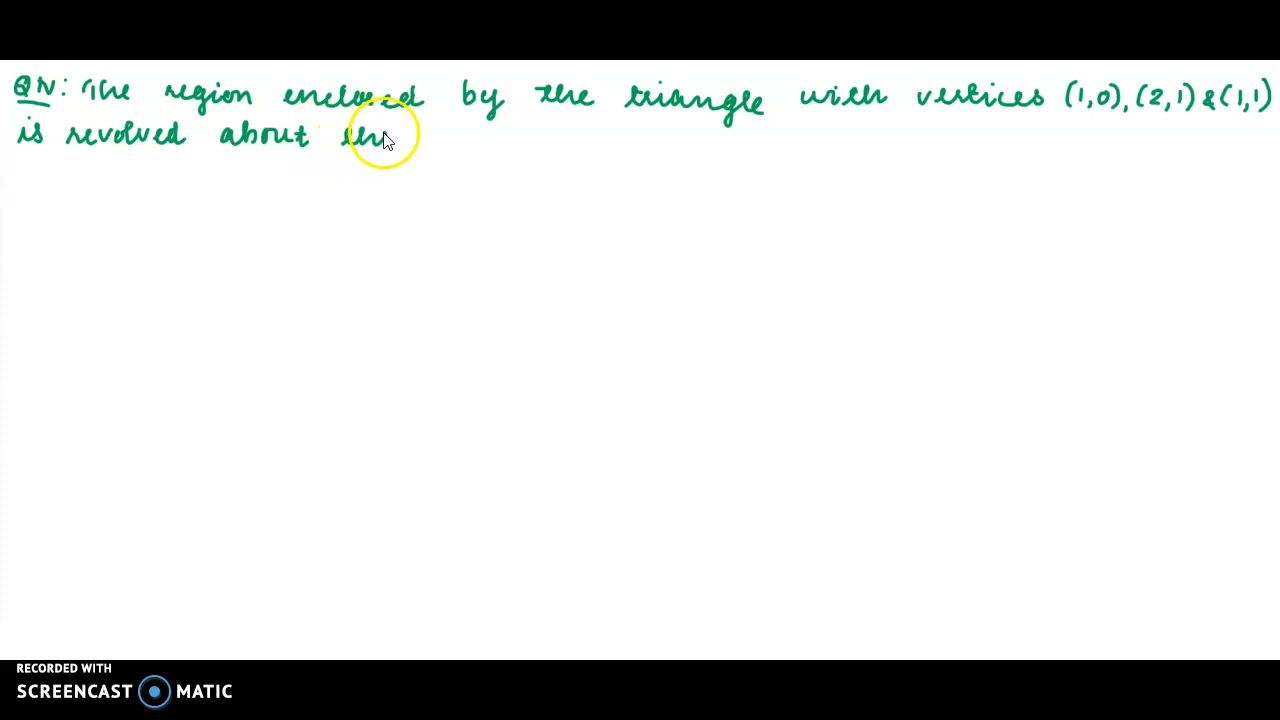 QN: The region enclosed by the triangle with vertices (1,0), (2,1) & (1,1)
is revolved about the
RECORDED WITH
SCREENCAST MATIC